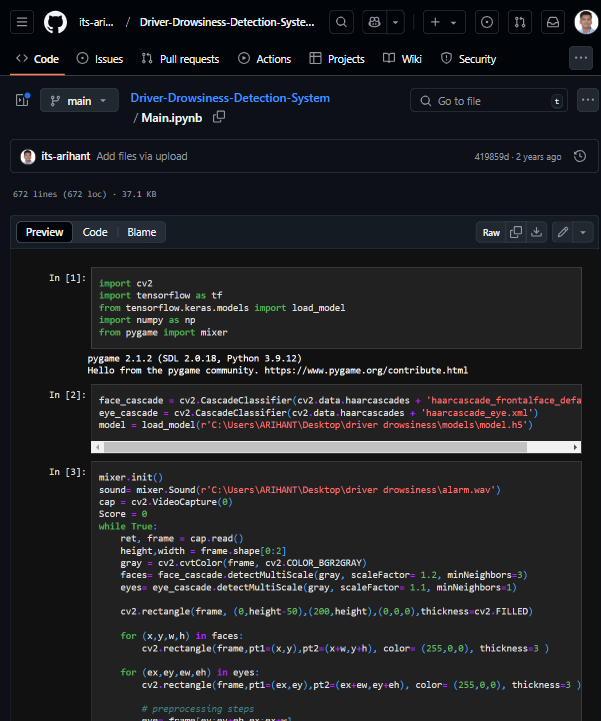 its-ari... / Driver-Drowsiness-Detection-Syste...
Code Issues Pull requests Actions Projects Wiki Security
main Driver-Drowsiness-Detection-System Go to file t
/ Main.ipynb
its-arihant Add files via upload 419859d · 2 years ago
672 lines (672 loc) · 37.1 KB
Preview Code Blame Raw
In [1]:
import cv2
import tensorflow as tf
from tensorflow.keras.models import load_model
import numpy as np
from pygame import mixer
pygame 2.1.2 (SDL 2.0.18, Python 3.9.12)
Hello from the pygame community. https://www.pygame.org/contribute.html
In [2]:
face_cascade = cv2.CascadeClassifier(cv2.data.haarcascades + 'haarcascade_frontalface_defa
eye_cascade = cv2.CascadeClassifier(cv2.data.haarcascades + 'haarcascade_eye.xml')
model = load_model(r'C:\Users\ARIHANT\Desktop\driver drowsiness\models\model.h5')
In [3]:
mixer.init()
sound= mixer.Sound(r'C:\Users\ARIHANT\Desktop\driver drowsiness\alarm.wav')
cap = cv2.VideoCapture(0)
Score = 0
while True:
ret, frame = cap.read()
height,width = frame.shape[0:2]
gray = cv2.cvtColor(frame, cv2.COLOR_BGR2GRAY)
faces= face_cascade.detectMultiScale(gray, scaleFactor= 1.2, minNeighbors=3)
eyes= eye_cascade.detectMultiScale(gray, scaleFactor= 1.1, minNeighbors=1)
cv2.rectangle(frame, (0,height-50),(200,height),(0,0,0),thickness=cv2.FILLED)
for (x,y,w,h) in faces:
cv2.rectangle(frame,pt1=(x,y),pt2=(x+w,y+h), color= (255,0,0), thickness=3 )
for (ex,ey,ew,eh) in eyes:
cv2.rectangle(frame,pt1=(ex,ey),pt2=(ex+ew,ey+eh), color= (255,0,0), thickness=3 )
# preprocessing steps